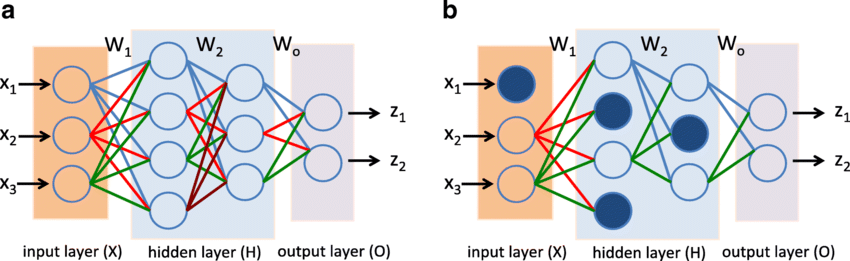 a
W1 W2 Wo
x1
x2
x3
z1
z2
input layer (X) hidden layer (H) output layer (O)
b
W1 W2 Wo
x1
x2
x3
z1
z2
input layer (X) hidden layer (H) output layer (O)